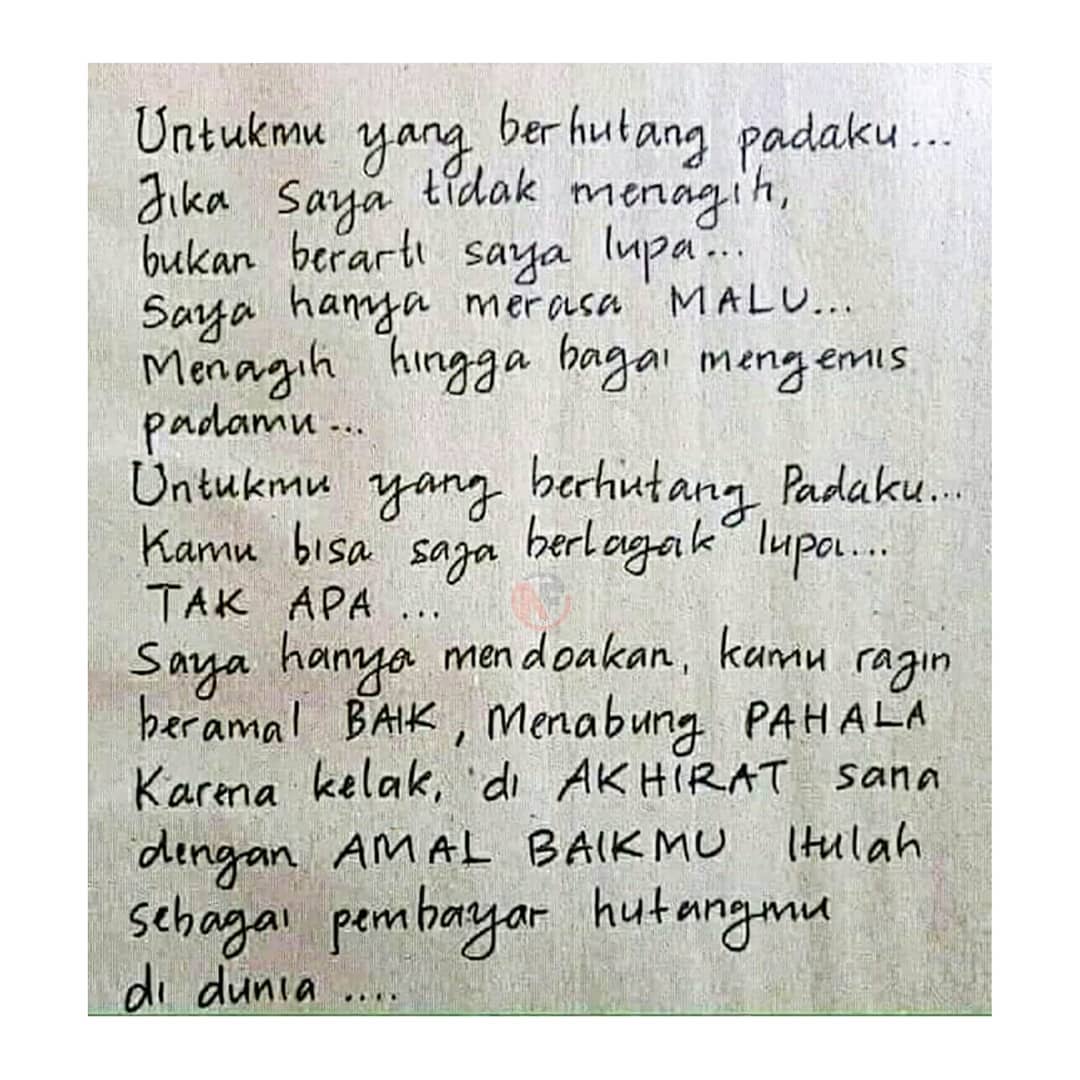 Untukmu yang berhutang padaku...
Jika saya tidak menagih,
bukan berarti saya lupa...
Saya hanya merasa MALU...
Menagih hingga bagai mengemis
padamu...
Untukmu yang berhutang Padaku...
Kamu bisa saja berlagak lupa...
TAK APA ...
Saya hanya mendoakan, kamu rajin
beramal BAIK, Menabung PAHALA
Karena kelak, di AKHIRAT sana
dengan AMAL BAIKMU Itulah
sebagai pembayar hutangmu
di dunia ....